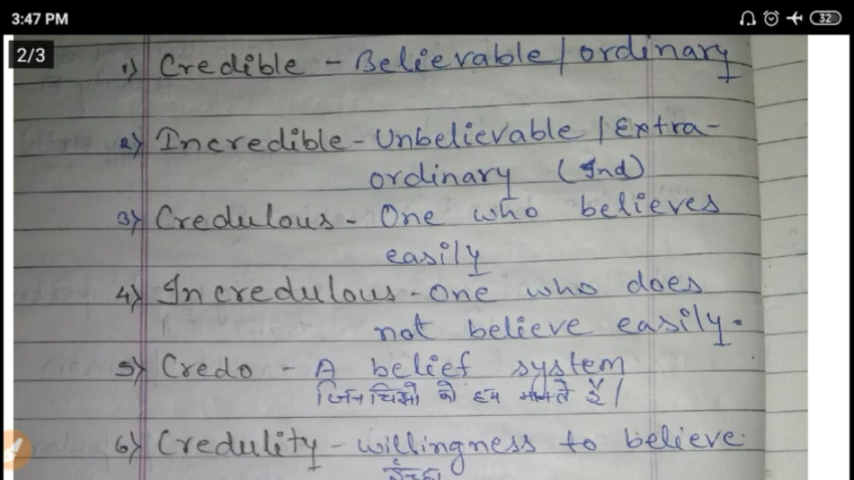 3:47 PM
32
2/3
1) Credible - Believable / ordinary
2) Incredible - Unbelievable / Extra-
ordinary (Ind)
3) Credulous - One who believes
easily
4) Incredulous - One who does
not believe easily.
5) Credo - A belief system
जिन चिजो को हम मानते हैं।
6) Credulity - willingness to believe